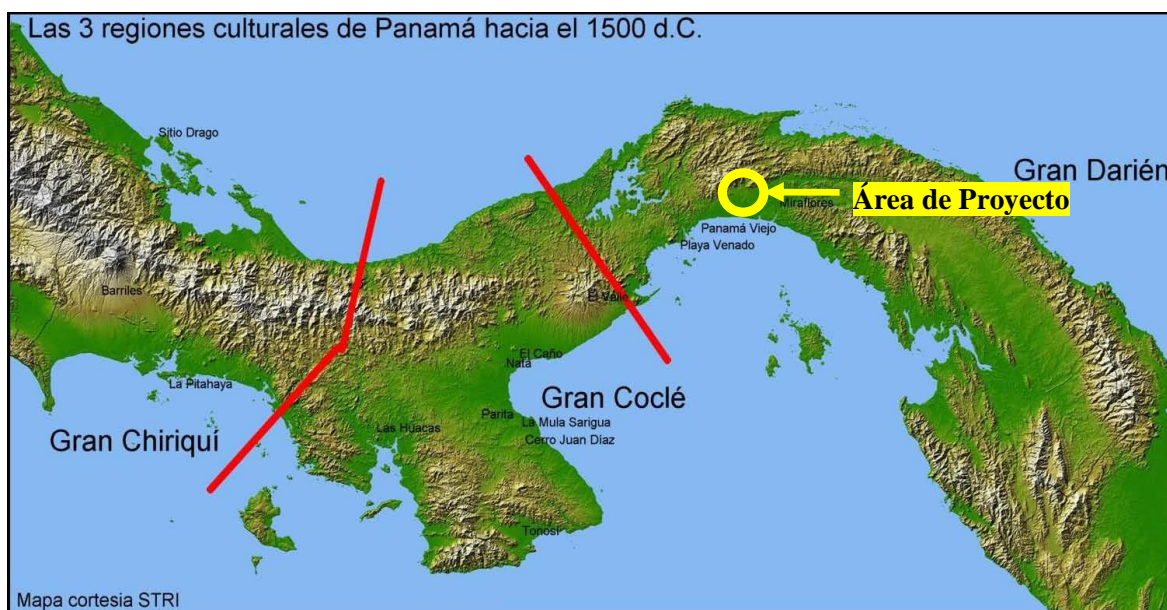 Las 3 regiones culturales de Panamá hacia el 1500 d.C.
Sitio Drago
Gran Darién
Área de Proyecto
Miraflores
Panamá Viejo
Playa Venado
Barriles
El Valle
El Caño
Natá
La Pitahaya
Gran Coclé
Parita
La Mula Sarigua
Las Huacas
Cerro Juan Díaz
Gran Chiriquí
Tonosí
Mapa cortesia STRI